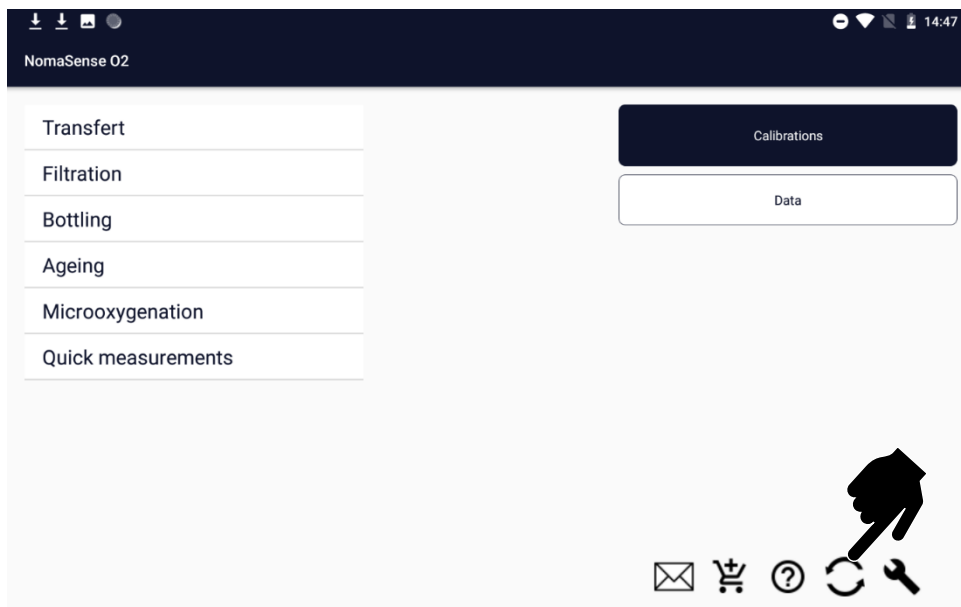 14:47
NomaSense O2
Transfert
Filtration
Bottling
Ageing
Microoxygenation
Quick measurements
Calibrations
Data